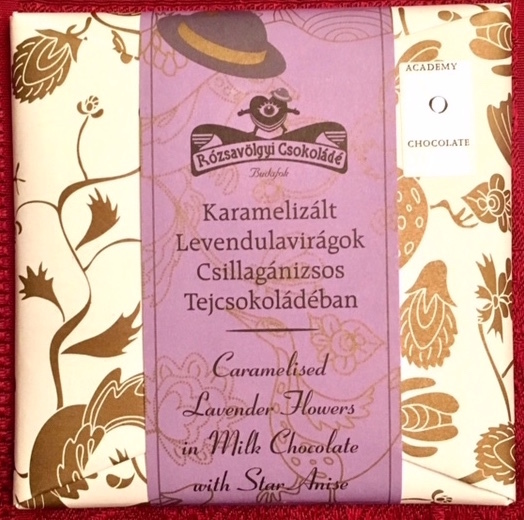 ACADEMY
O
CHOCOLATE
Rózsavölgyi Csokoládé
Budafok
Karamelizált
Levendulavirágok
Csillagánizsos
Tejcsokoládéban
Caramelised
Lavender Flowers
in Milk Chocolate
with Star Anise